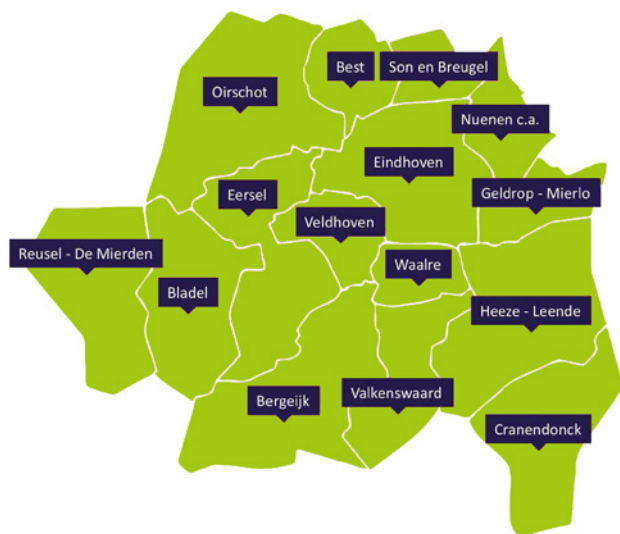 Best
Son en Breugel
Oirschot
Nuenen c.a.
Eindhoven
Geldrop - Mierlo
Eersel
Veldhoven
Reusel - De Mierden
Waalre
Bladel
Heeze - Leende
Valkenswaard
Bergeijk
Cranendonck